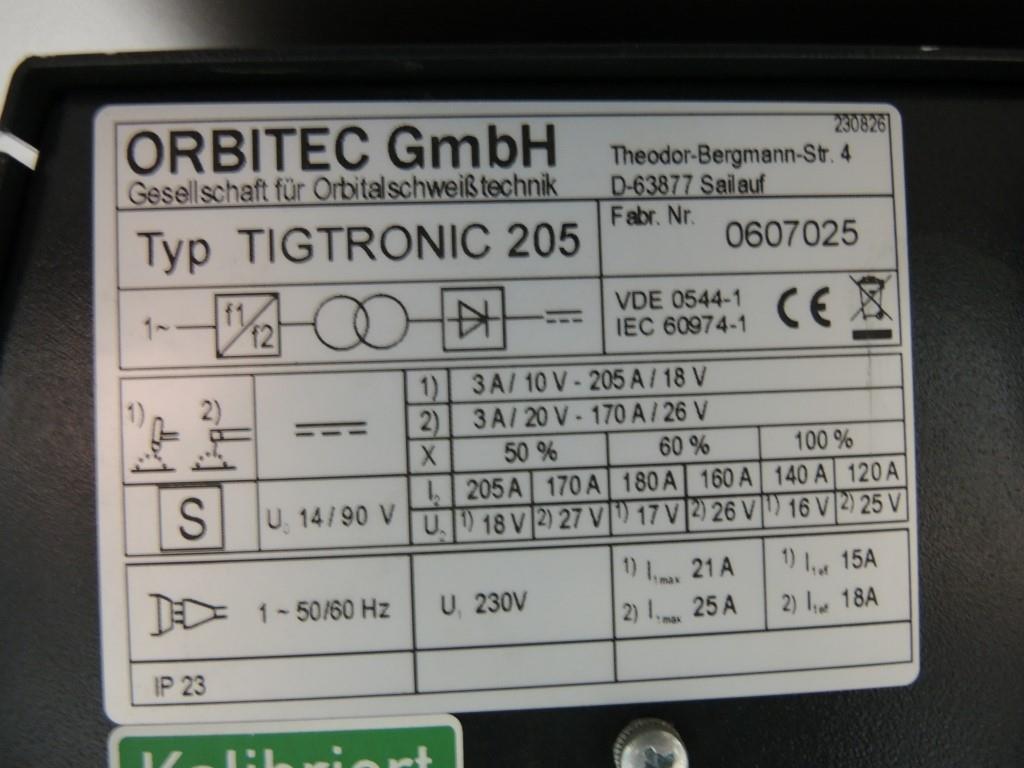 230826
ORBITEC GmbH
Gesellschaft für Orbitalschweißtechnik
Theodor-Bergmann-Str. 4
D-63877 Sailauf
Typ TIGTRONIC 205
Fabr. Nr. 0607025
1~ f1 f2
VDE 0544-1
IEC 60974-1
CE
1) 2)
1) 3 A / 10 V - 205 A / 18 V
2) 3 A / 20 V - 170 A / 26 V
X 50 % 60 % 100 %
I2 205 A 170 A 180 A 160 A 140 A 120 A
S U0 14 / 90 V
U2 1) 18 V 2) 27 V 1) 17 V 2) 26 V 1) 16 V 2) 25 V
1 ~ 50/60 Hz
U1 230V
1) I1max 21 A
2) I1max 25 A
1) I1ef 15A
2) I1ef 18A
IP 23
Kalibriert